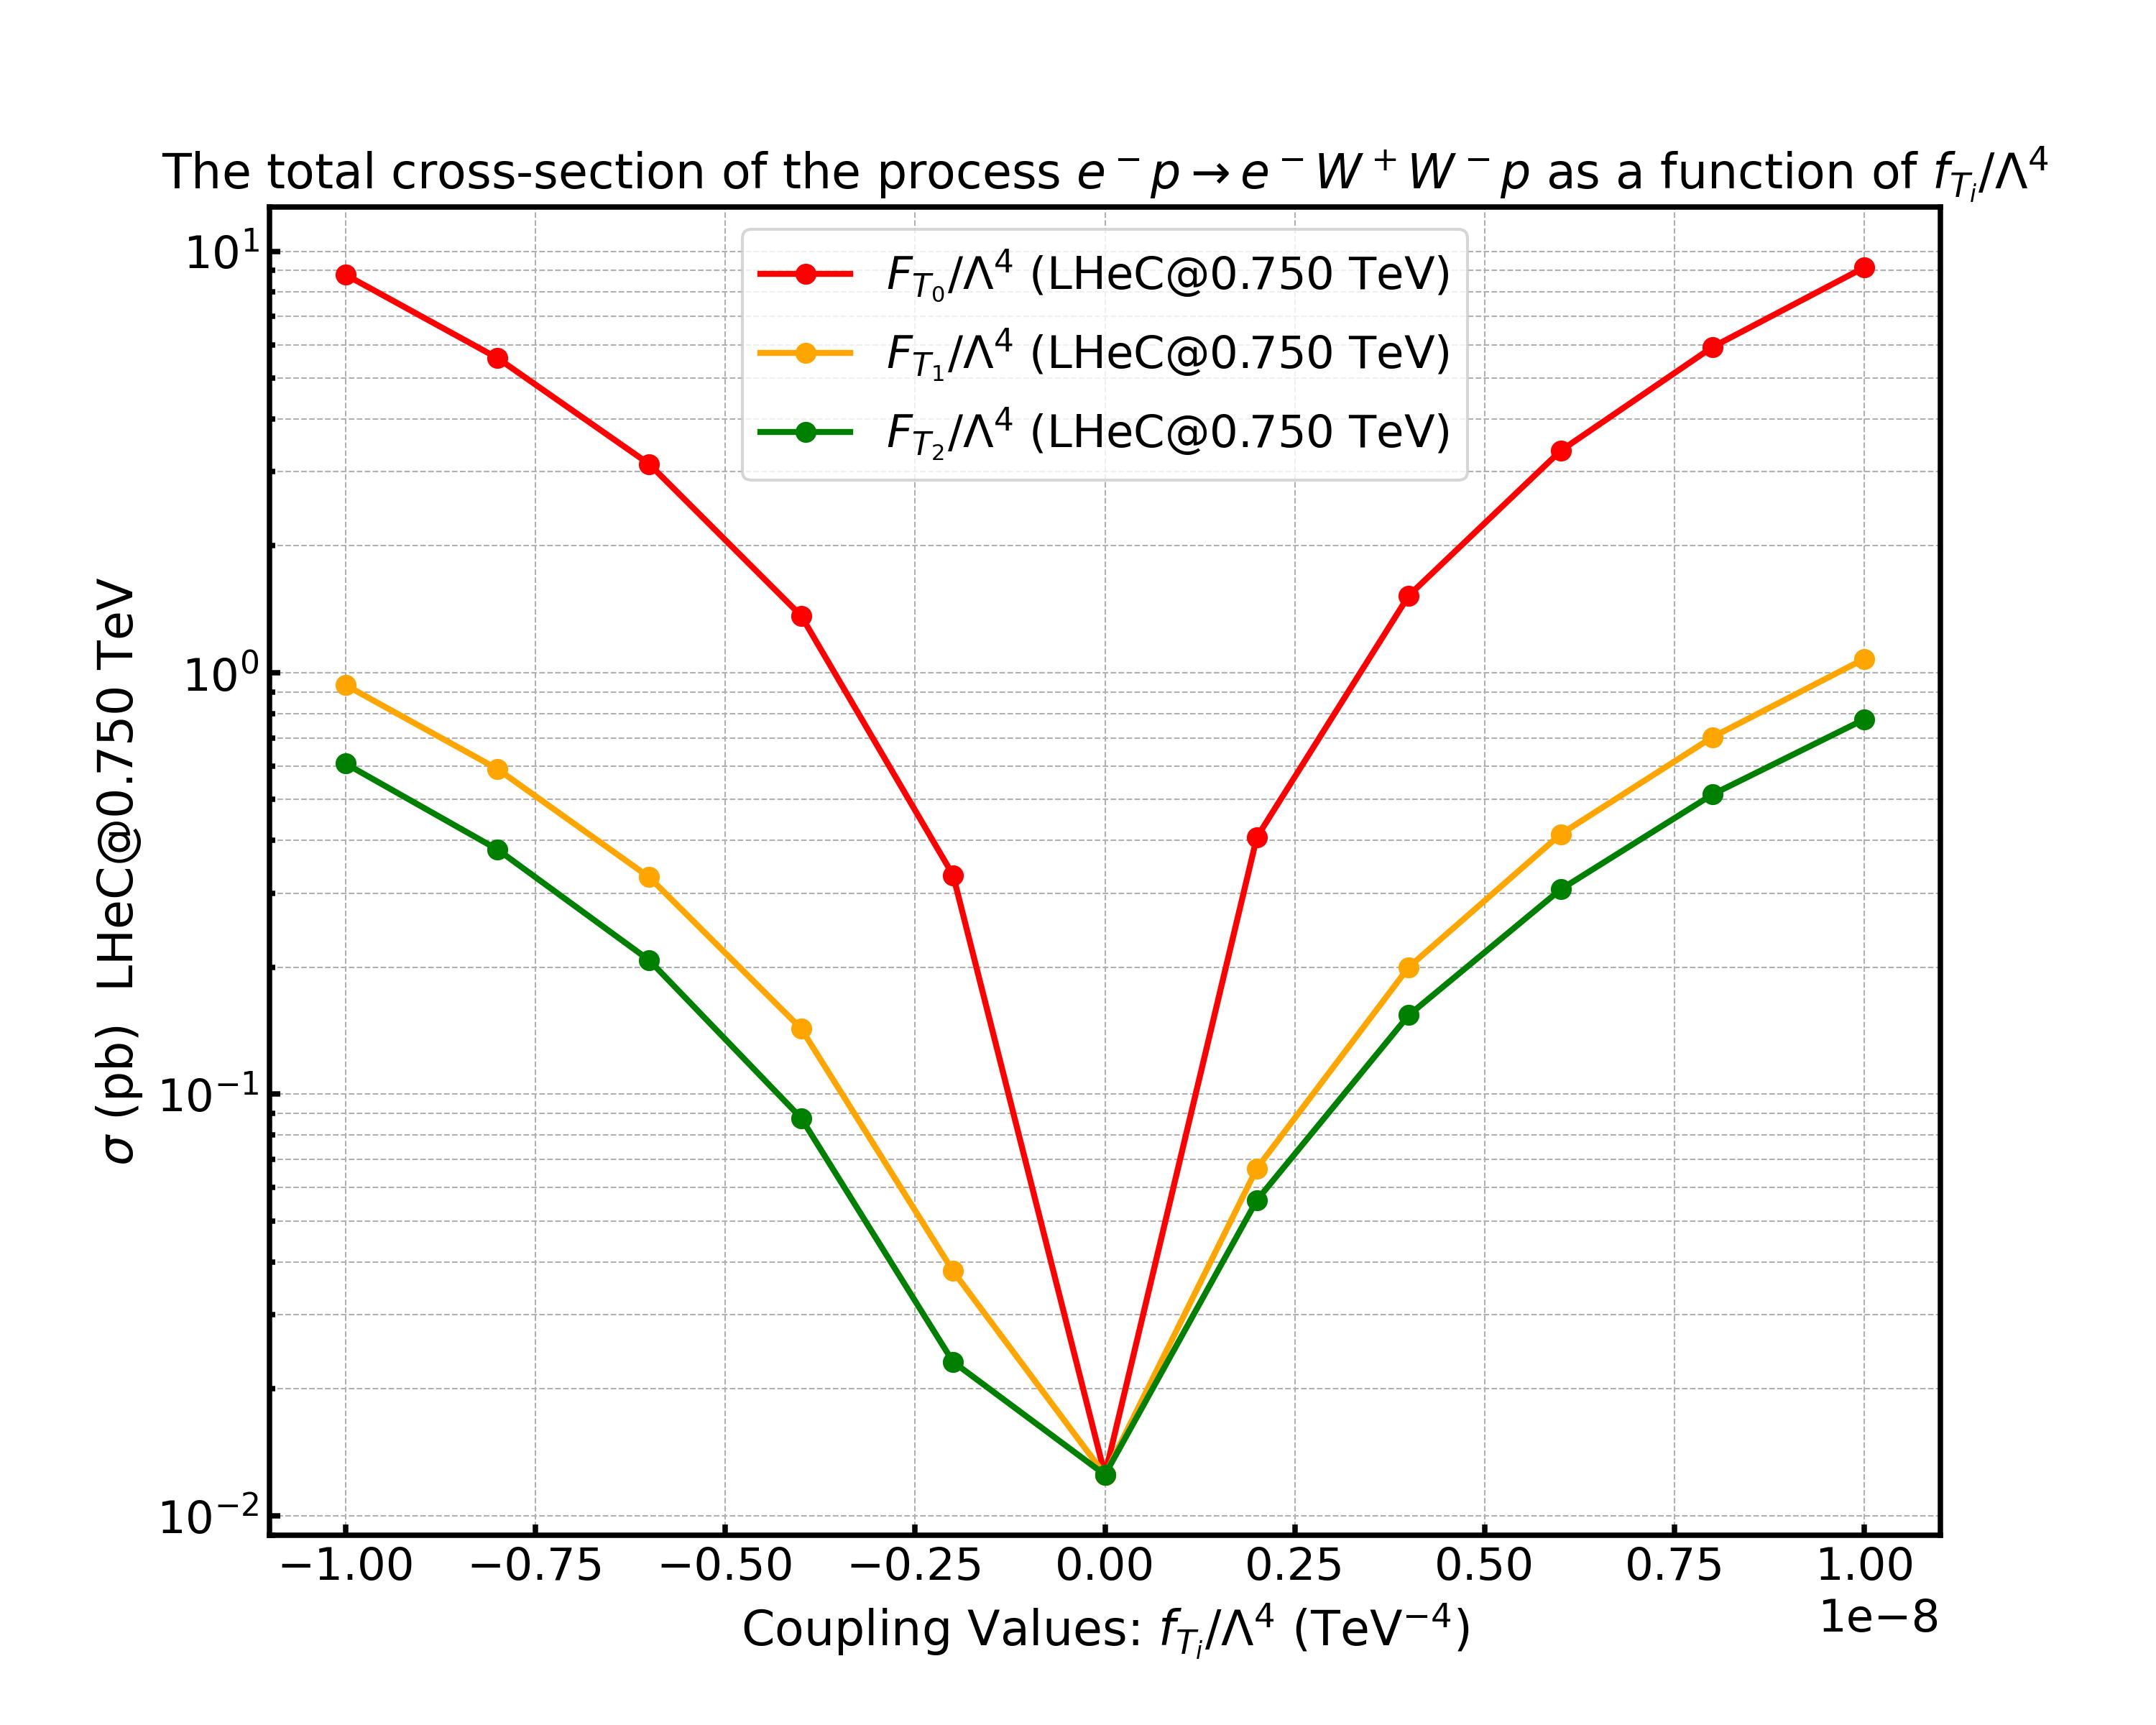 The total cross-section of the process e⁻p → e⁻W⁺W⁻p as a function of f_{T_i}/Λ⁴
10¹
10⁰
10⁻¹
10⁻²
σ (pb) LHeC@0.750 TeV
F_{T_0}/Λ⁴ (LHeC@0.750 TeV)
F_{T_1}/Λ⁴ (LHeC@0.750 TeV)
F_{T_2}/Λ⁴ (LHeC@0.750 TeV)
−1.00 −0.75 −0.50 −0.25 0.00 0.25 0.50 0.75 1.00
1e−8
Coupling Values: f_{T_i}/Λ⁴ (TeV⁻⁴)